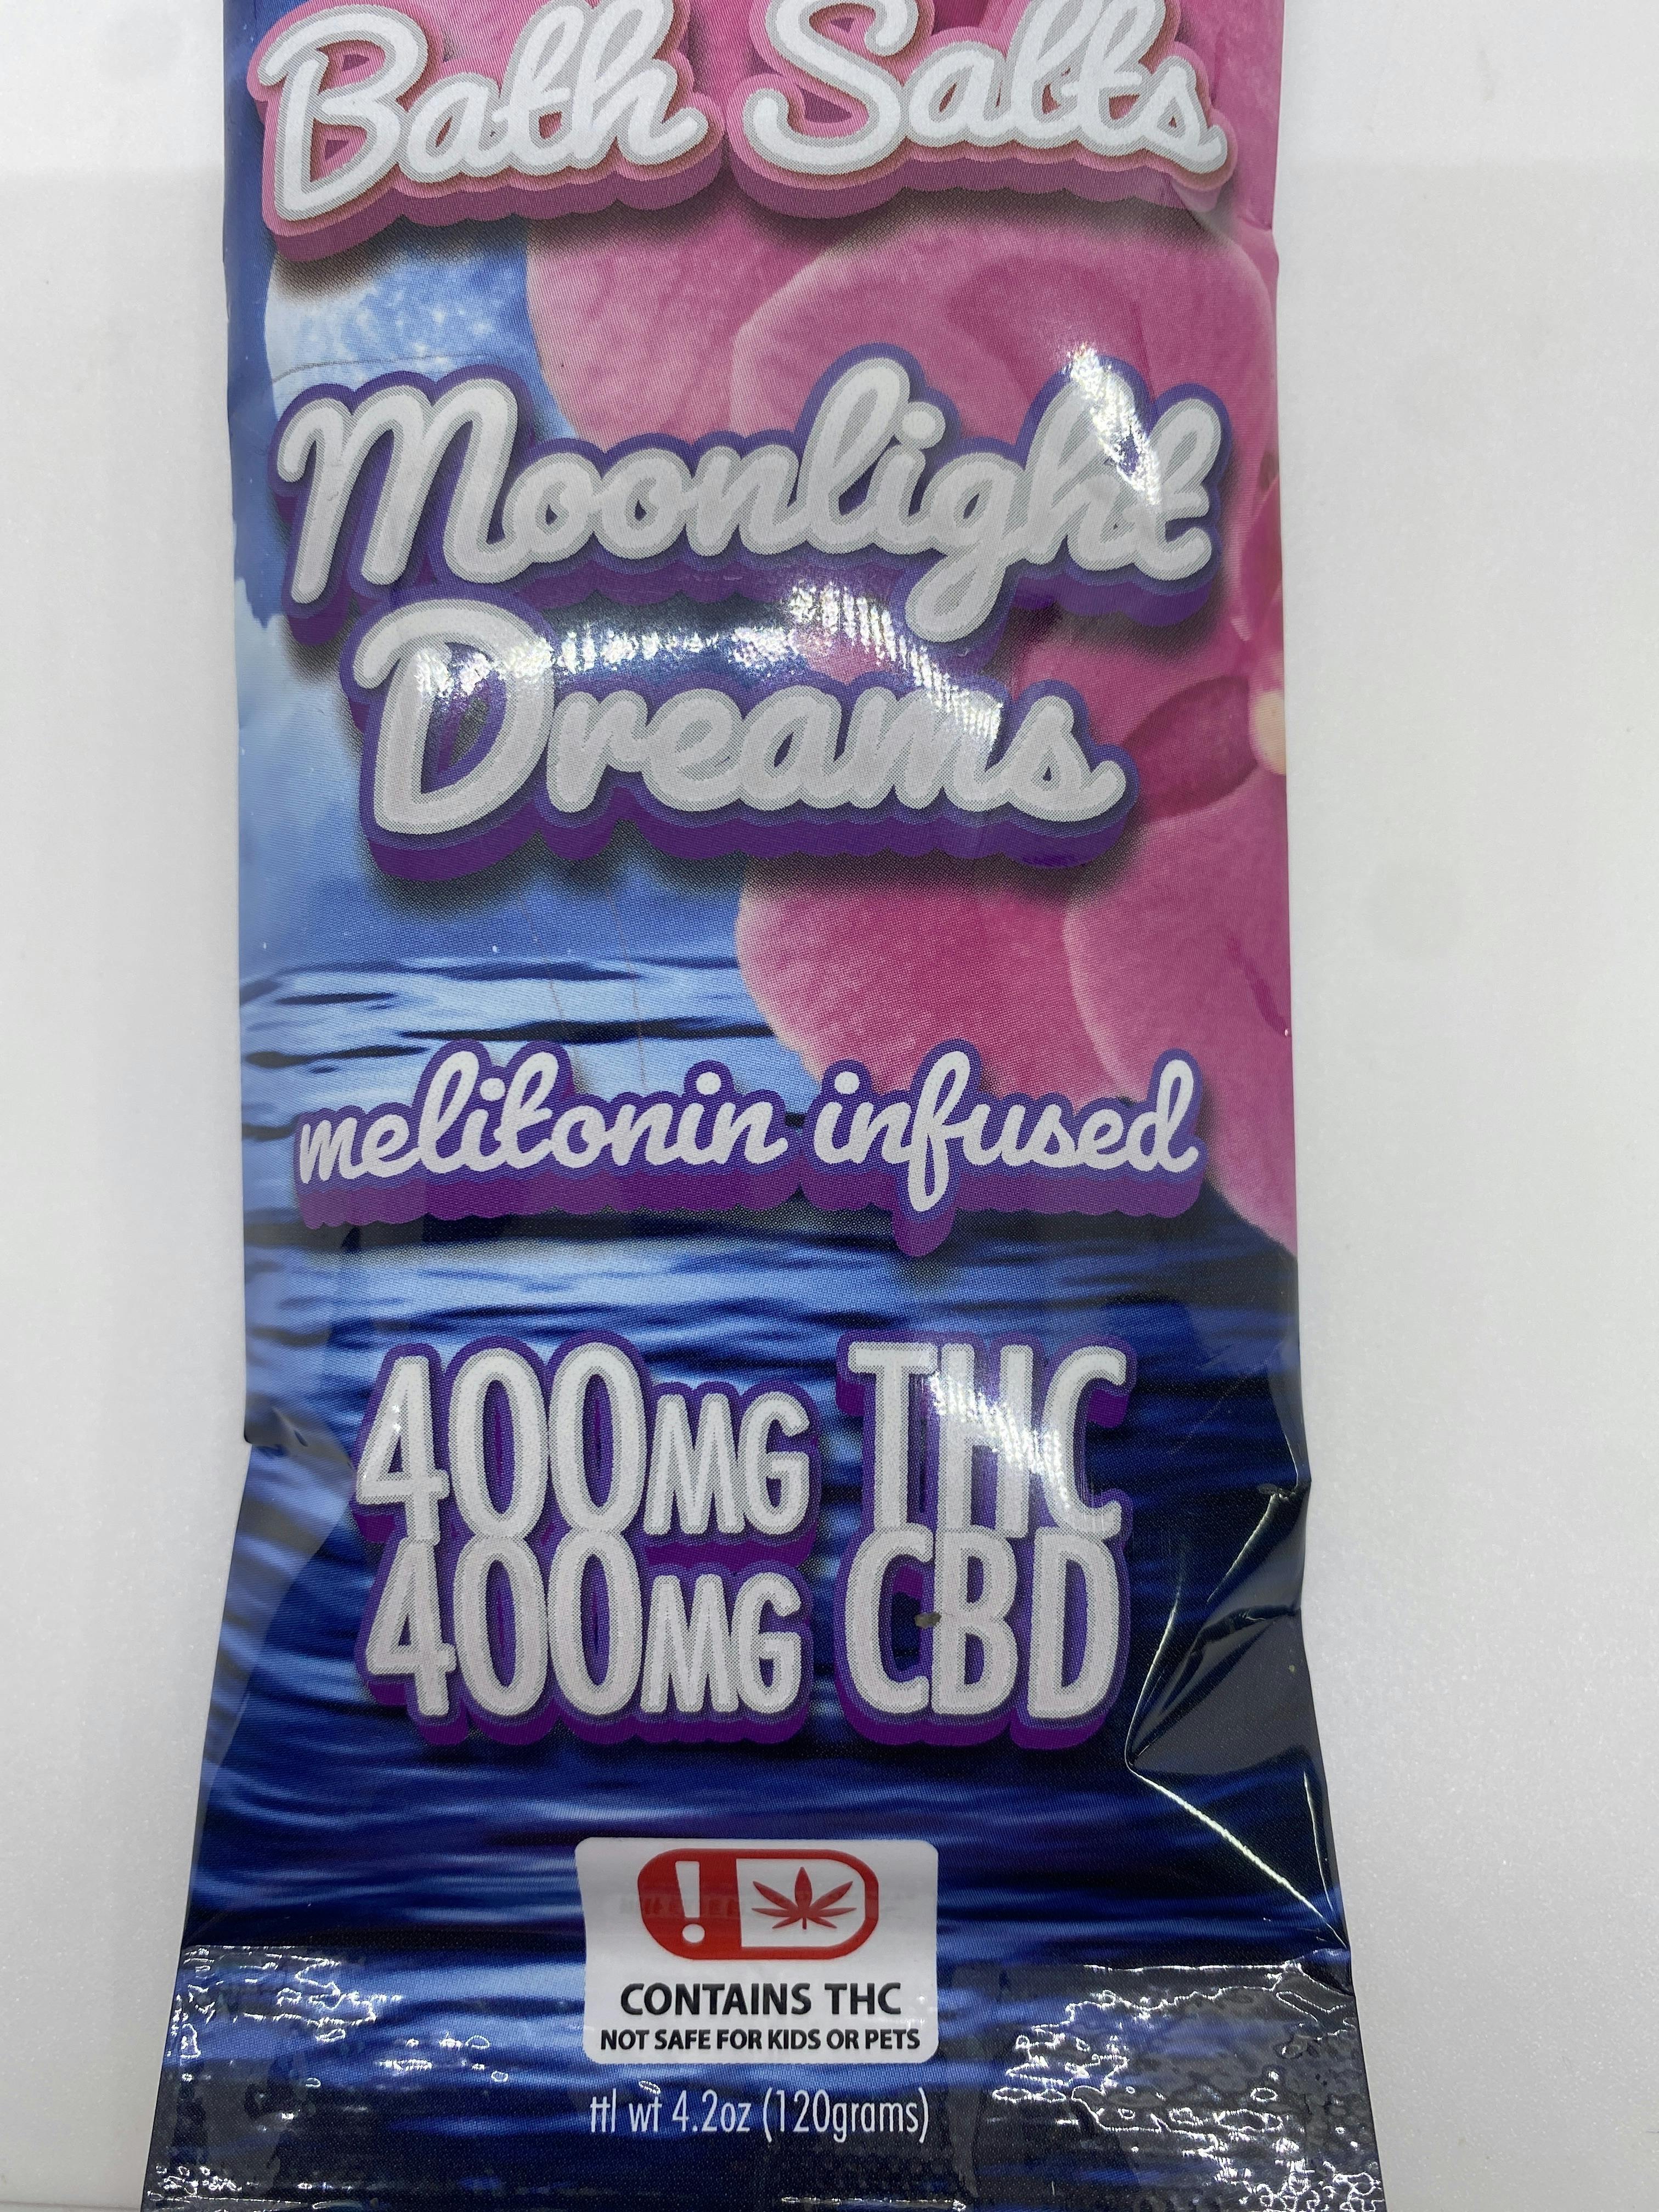 Bath Salts
Moonlight
Dreams
melitonin infused
400MG THC
400MG CBD
!
CONTAINS THC
NOT SAFE FOR KIDS OR PETS
ttl wt 4.2oz (120grams)